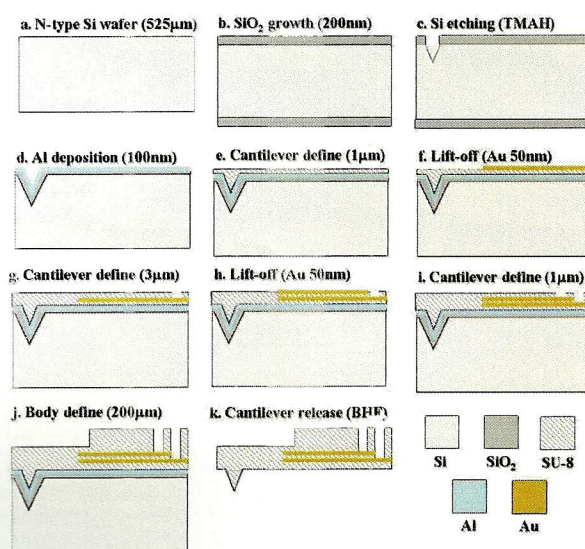 a. N-type Si wafer (525μm)
b. SiO₂ growth (200nm)
c. Si etching (TMAH)
d. Al deposition (100nm)
e. Cantilever define (1μm)
f. Lift-off (Au 50nm)
g. Cantilever define (3μm)
h. Lift-off (Au 50nm)
i. Cantilever define (1μm)
j. Body define (200μm)
k. Cantilever release (BHF)
Si
SiO₂
SU-8
Al
Au